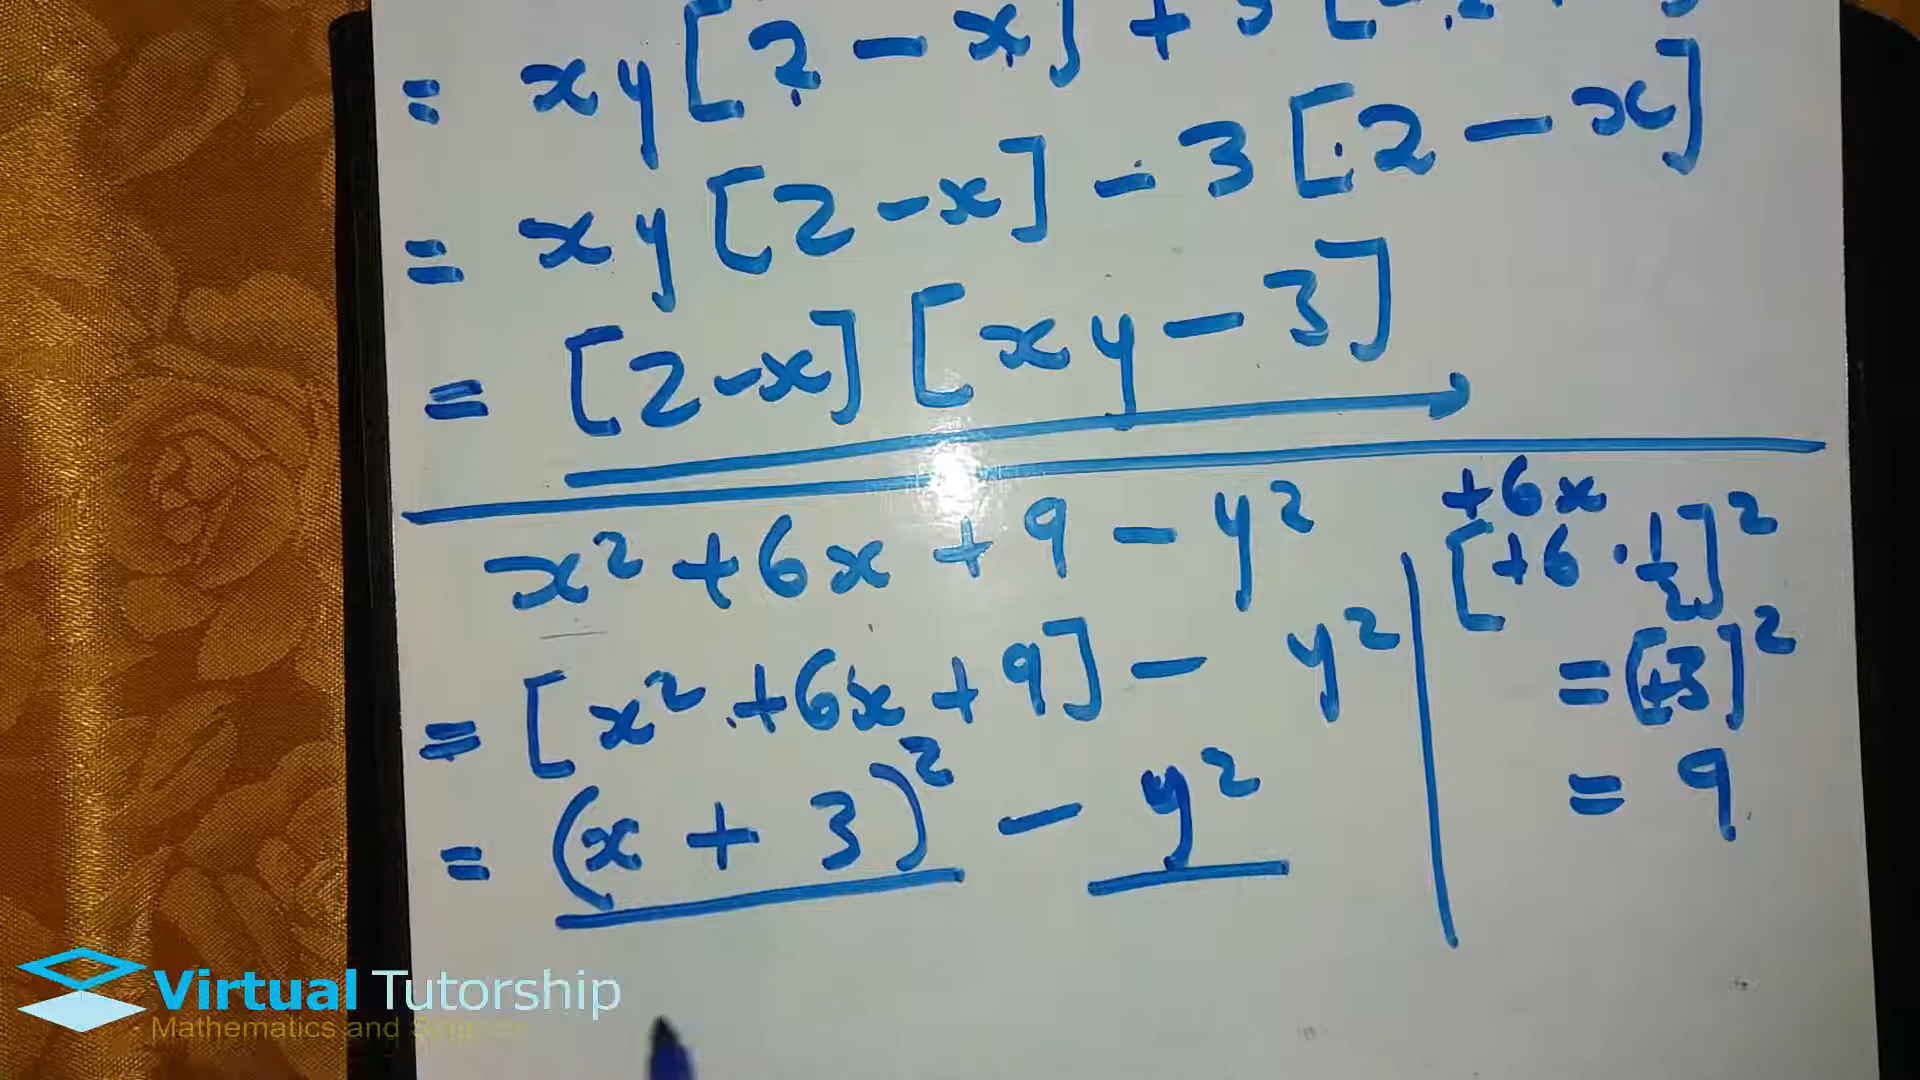 = xy[2 - x] + 3[
= xy[2 - x] - 3[2 - x]
= [2 - x][xy - 3]
x² + 6x + 9 - y²
= [x² + 6x + 9] - y²
= (x + 3)² - y²
+6x
[+6 · 1/2]²
= (+3]²
= 9
Virtual Tutorship
Mathematics and Science